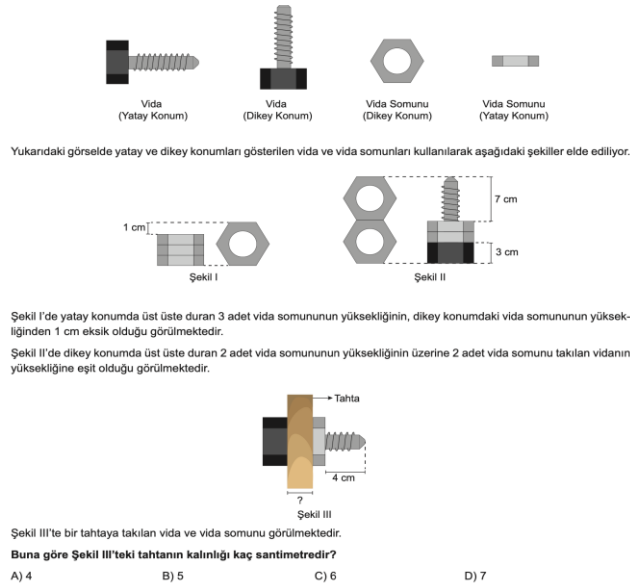 Vida
(Yatay Konum)
Vida
(Dikey Konum)
Vida Somunu
(Dikey Konum)
Vida Somunu
(Yatay Konum)
Yukarıdaki görselde yatay ve dikey konumları gösterilen vida ve vida somunları kullanılarak aşağıdaki şekiller elde ediliyor.
1 cm
Şekil I
7 cm
3 cm
Şekil II
Şekil I'de yatay konumda üst üste duran 3 adet vida somununun yüksekliğinin, dikey konumdaki vida somununun yüksek-
liğinden 1 cm eksik olduğu görülmektedir.
Şekil II'de dikey konumda üst üste duran 2 adet vida somununun yüksekliğinin üzerine 2 adet vida somunu takılan vidanın
yüksekliğine eşit olduğu görülmektedir.
Tahta
4 cm
?
Şekil III
Şekil III'te bir tahtaya takılan vida ve vida somunu görülmektedir.
Buna göre Şekil III'teki tahtanın kalınlığı kaç santimetredir?
A) 4
B) 5
C) 6
D) 7